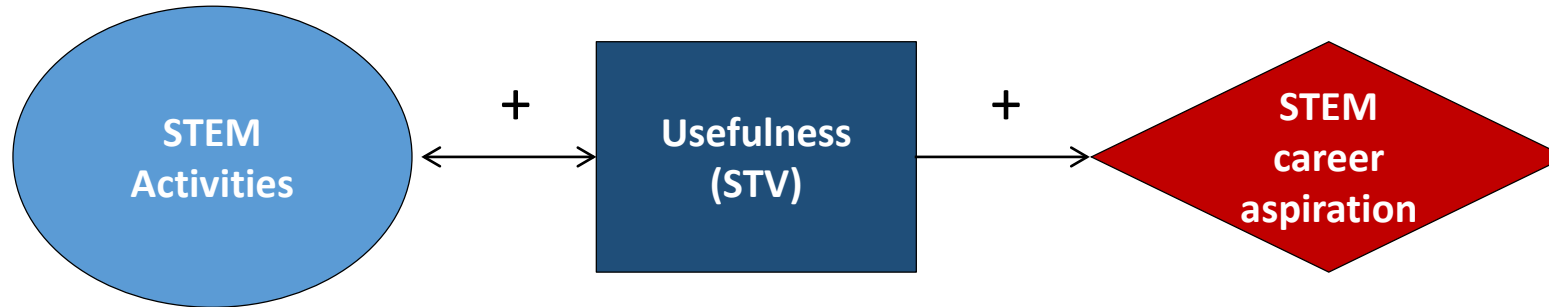 +
+
STEM
Activities
Usefulness
(STV)
STEM
career
aspiration